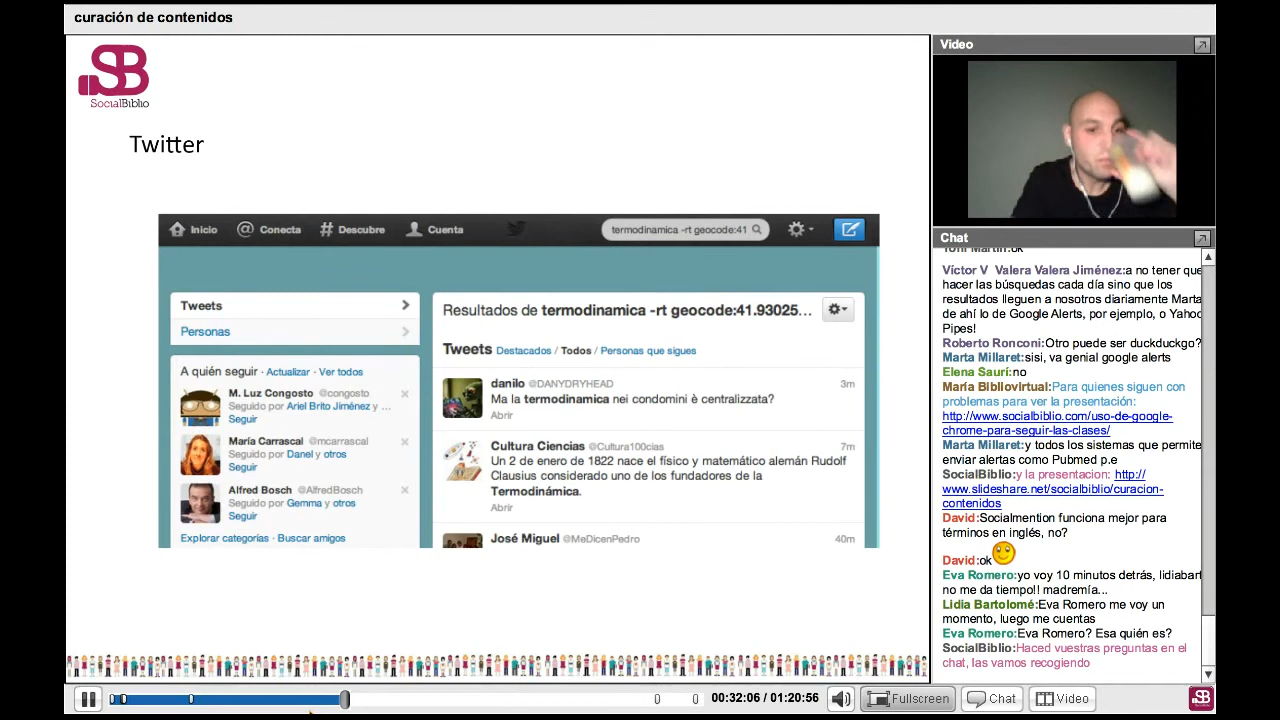 curación de contenidos
SB
SocialBiblio
Twitter
Inicio
Conecta
Descubre
Cuenta
termodinamica -rt geocode:41
Tweets
Personas
A quién seguir · Actualizar · Ver todos
M. Luz Congosto @congosto
Seguido por Ariel Brito Jiménez y ...
Seguir
María Carrascal @mcarrascal
Seguido por Danel y otros
Seguir
Alfred Bosch @AlfredBosch
Seguido por Gemma y otros
Seguir
Explorar categorías · Buscar amigos
Resultados de termodinamica -rt geocode:41.93025...
Tweets Destacados / Todos / Personas que sigues
danilo @DANYDRYHEAD 3m
Ma la termodinamica nei condomini è centralizzata?
Abrir
Cultura Ciencias @Cultura100cias 7m
Un 2 de enero de 1822 nace el físico y matemático alemán Rudolf
Clausius considerado uno de los fundadores de la
Termodinámica.
Abrir
José Miguel @MeDicenPedro 40m
Video
Chat
Toni Martin:ok
Víctor V Valera Valera Jiménez:a no tener que
hacer las búsquedas cada día sino que los
resultados lleguen a nosotros diariamente Marta
de ahí lo de Google Alerts, por ejemplo, o Yahoo
Pipes!
Roberto Ronconi:Otro puede ser duckduckgo?
Marta Millaret:sisi, va genial google alerts
Elena Saurí:no
María Bibliovirtual:Para quienes siguen con
problemas para ver la presentación:
http://www.socialbiblio.com/uso-de-google-
chrome-para-seguir-las-clases/
Marta Millaret:y todos los sistemas que permite
enviar alertas como Pubmed p.e
SocialBiblio:y la presentacion: http://
www.slideshare.net/socialbiblio/curacion-
contenidos
David:Socialmention funciona mejor para
términos en inglés, no?
David:ok
Eva Romero:yo voy 10 minutos detrás, lidiabart
no me da tiempo!! madremía...
Lidia Bartolomé:Eva Romero me voy un
momento, luego me cuentas
Eva Romero:Eva Romero? Esa quién es?
SocialBiblio:Haced vuestras preguntas en el
chat, las vamos recogiendo
00:32:06 / 01:20:56
Fullscreen
Chat
Video
SB